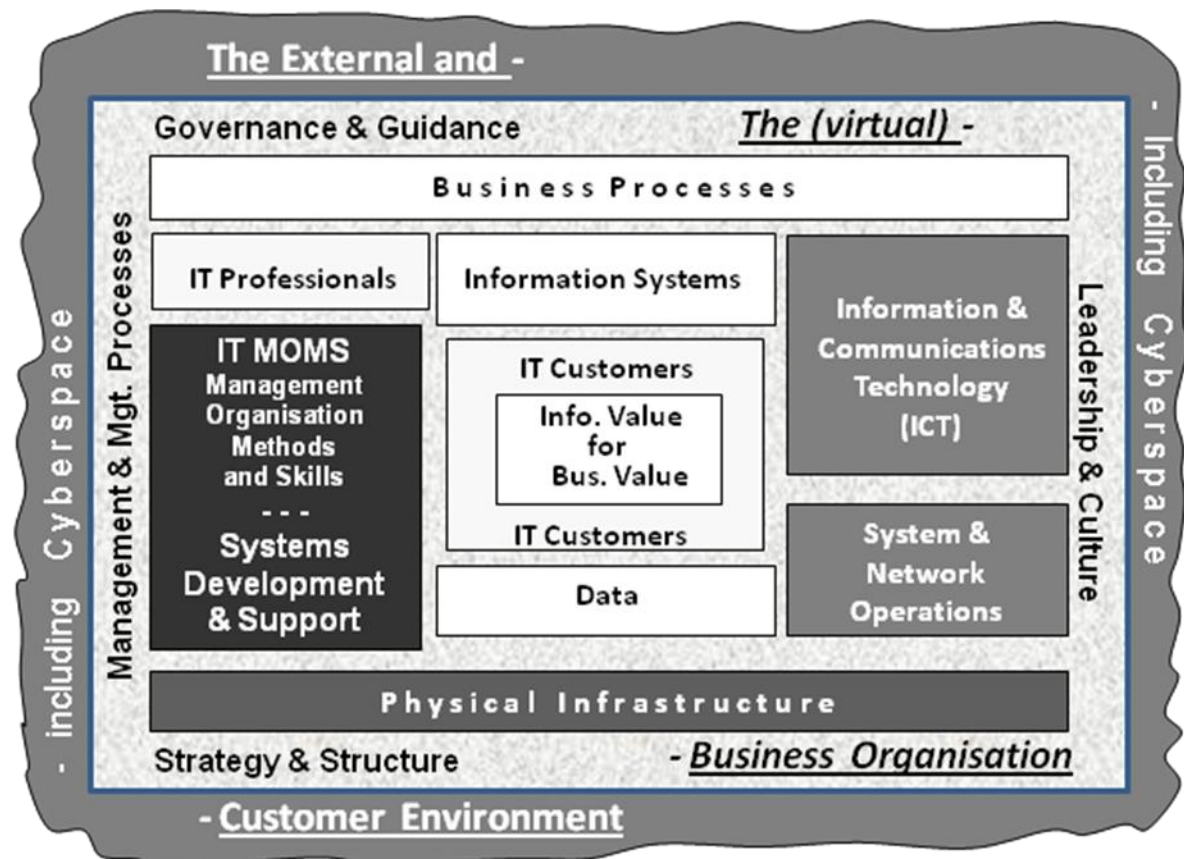 The External and -
Governance & Guidance
The (virtual) -
Business Processes
IT Professionals
Information Systems
Information &
Communications
Technology
(ICT)
IT MOMS
Management
Organisation
Methods
and Skills
- - -
Systems
Development
& Support
IT Customers
Info. Value
for
Bus. Value
IT Customers
System &
Network
Operations
Data
Physical Infrastructure
Strategy & Structure
- Business Organisation
- Customer Environment
- including Cyberspace
Management & Mgt. Processes
Leadership & Culture
- Including Cyberspace